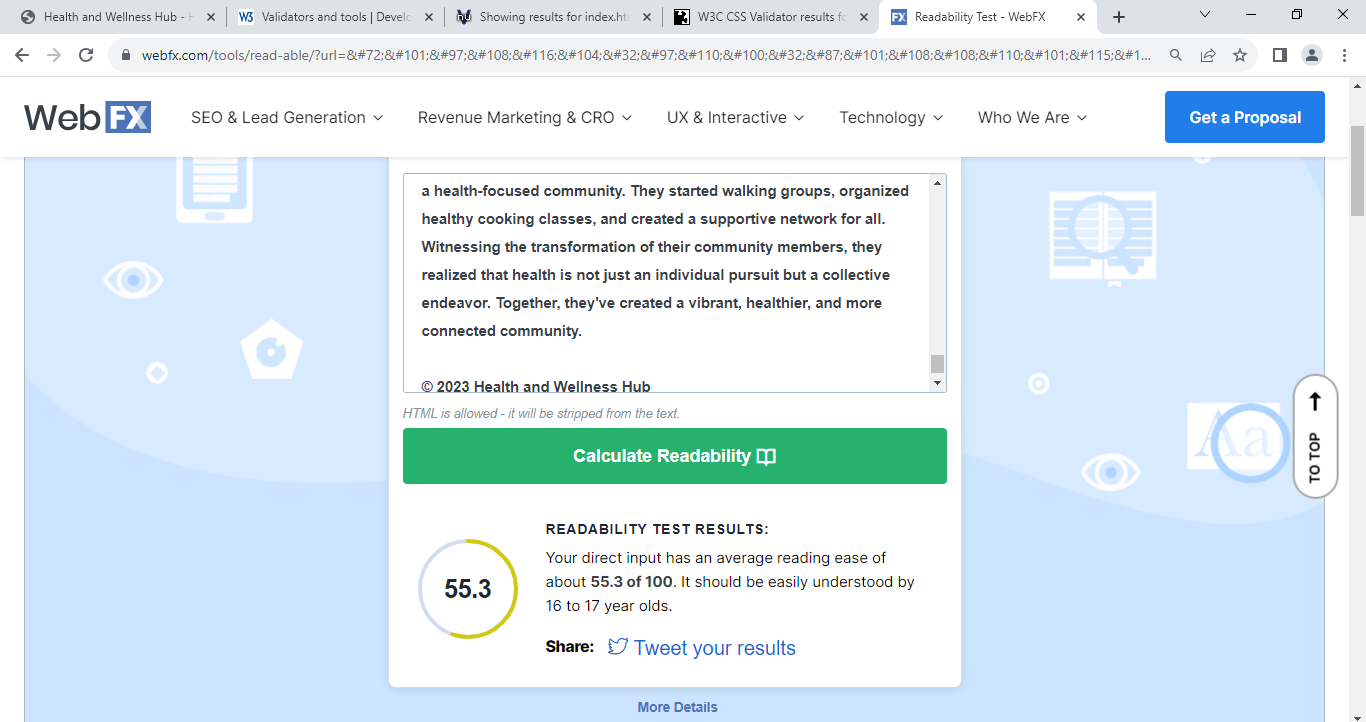 Health and Wellness Hub - H
Validators and tools | Develo
Showing results for index.htm
W3C CSS Validator results fo
Readability Test - WebFX
webfx.com/tools/read-able/?url=&#72;&#101;&#97;&#108;&#116;&#104;&#32;&#97;&#110;&#100;&#32;&#87;&#101;&#108;&#108;&#110;&#101;&#115;&#1...
WebFX
SEO & Lead Generation
Revenue Marketing & CRO
UX & Interactive
Technology
Who We Are
Get a Proposal
a health-focused community. They started walking groups, organized
healthy cooking classes, and created a supportive network for all.
Witnessing the transformation of their community members, they
realized that health is not just an individual pursuit but a collective
endeavor. Together, they've created a vibrant, healthier, and more
connected community.
© 2023 Health and Wellness Hub
HTML is allowed - it will be stripped from the text.
Calculate Readability
55.3
READABILITY TEST RESULTS:
Your direct input has an average reading ease of
about 55.3 of 100. It should be easily understood by
16 to 17 year olds.
Share: Tweet your results
More Details
Aa
TO TOP